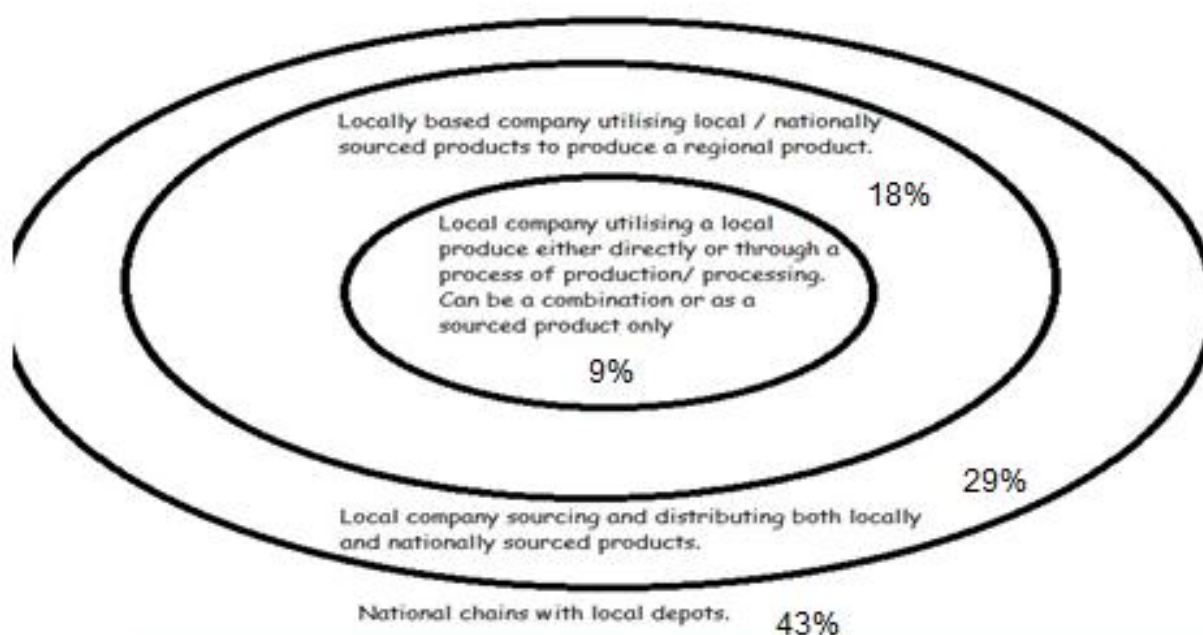 Locally based company utilising local / nationally
sourced products to produce a regional product.
18%
Local company utilising a local
produce either directly or through a
process of production/ processing.
Can be a combination or as a
sourced product only
9%
29%
Local company sourcing and distributing both locally
and nationally sourced products.
National chains with local depots.
43%